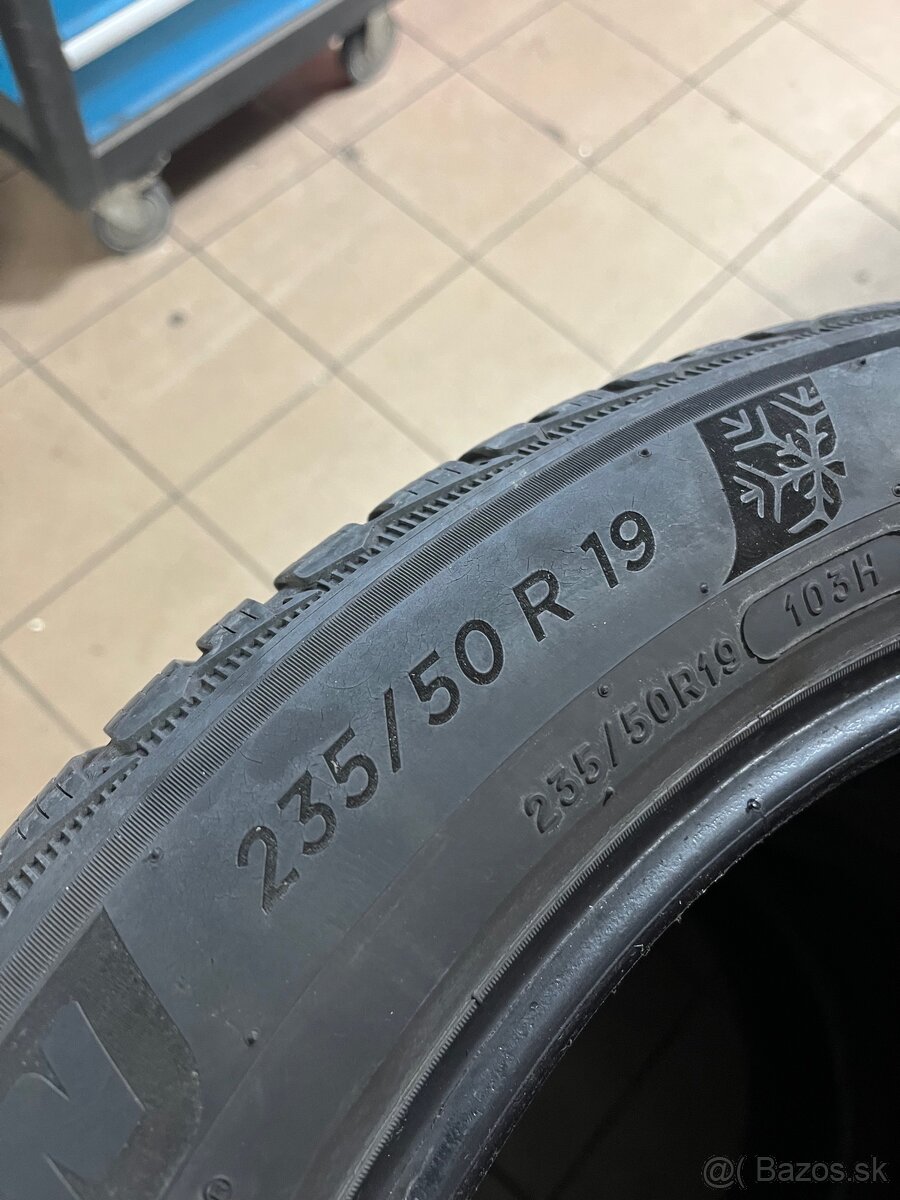 235/50 R 19
235/50R19 103H
N
®
@( Bazos.sk